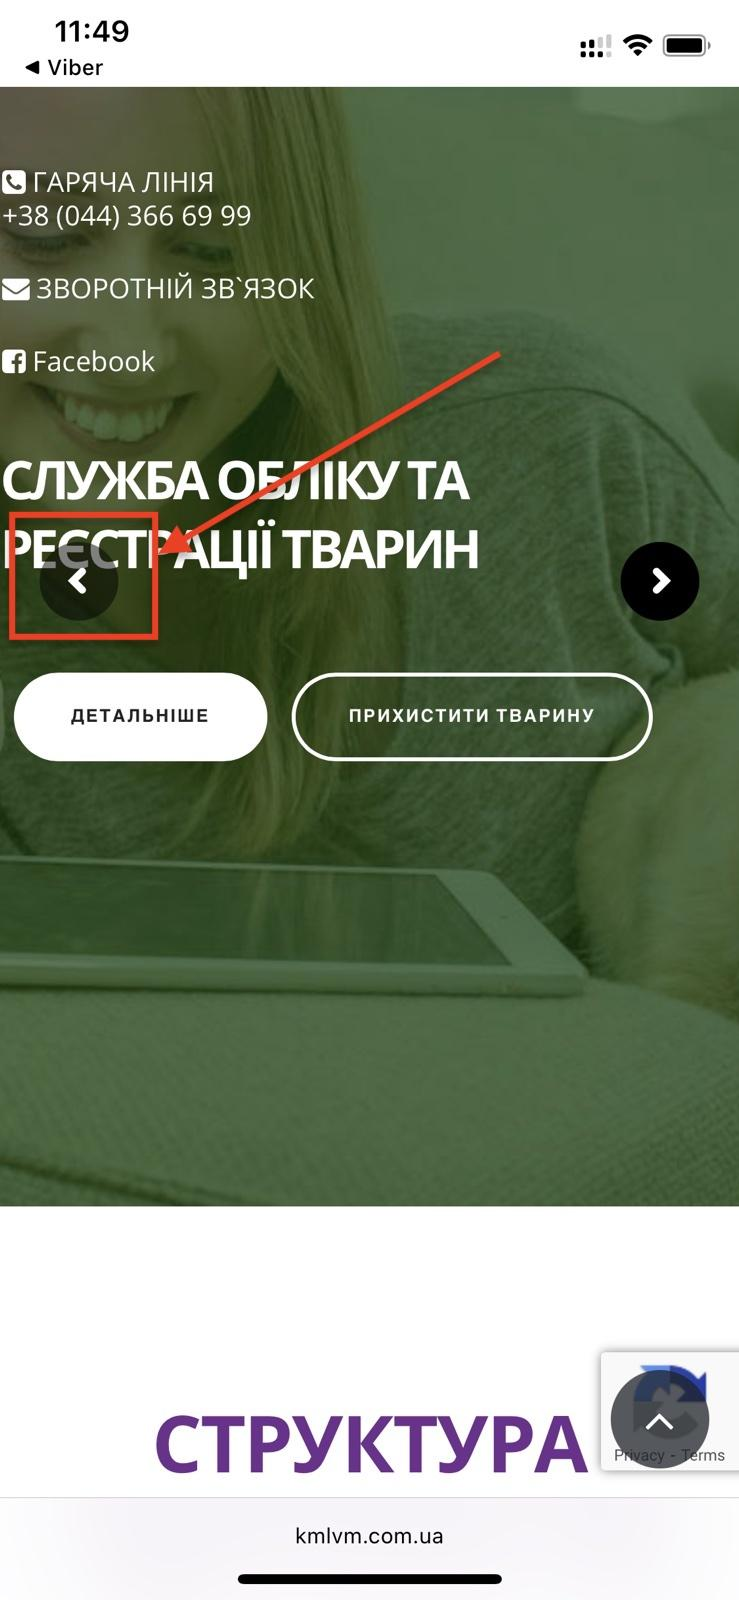 11:49
◀ Viber
ГАРЯЧА ЛІНІЯ
+38 (044) 366 69 99
ЗВОРОТНІЙ ЗВ`ЯЗОК
Facebook
СЛУЖБА ОБЛІКУ ТА
РЕЄСТРАЦІЇ ТВАРИН
ДЕТАЛЬНІШЕ
ПРИХИСТИТИ ТВАРИНУ
СТРУКТУРА
Privacy - Terms
kmlvm.com.ua